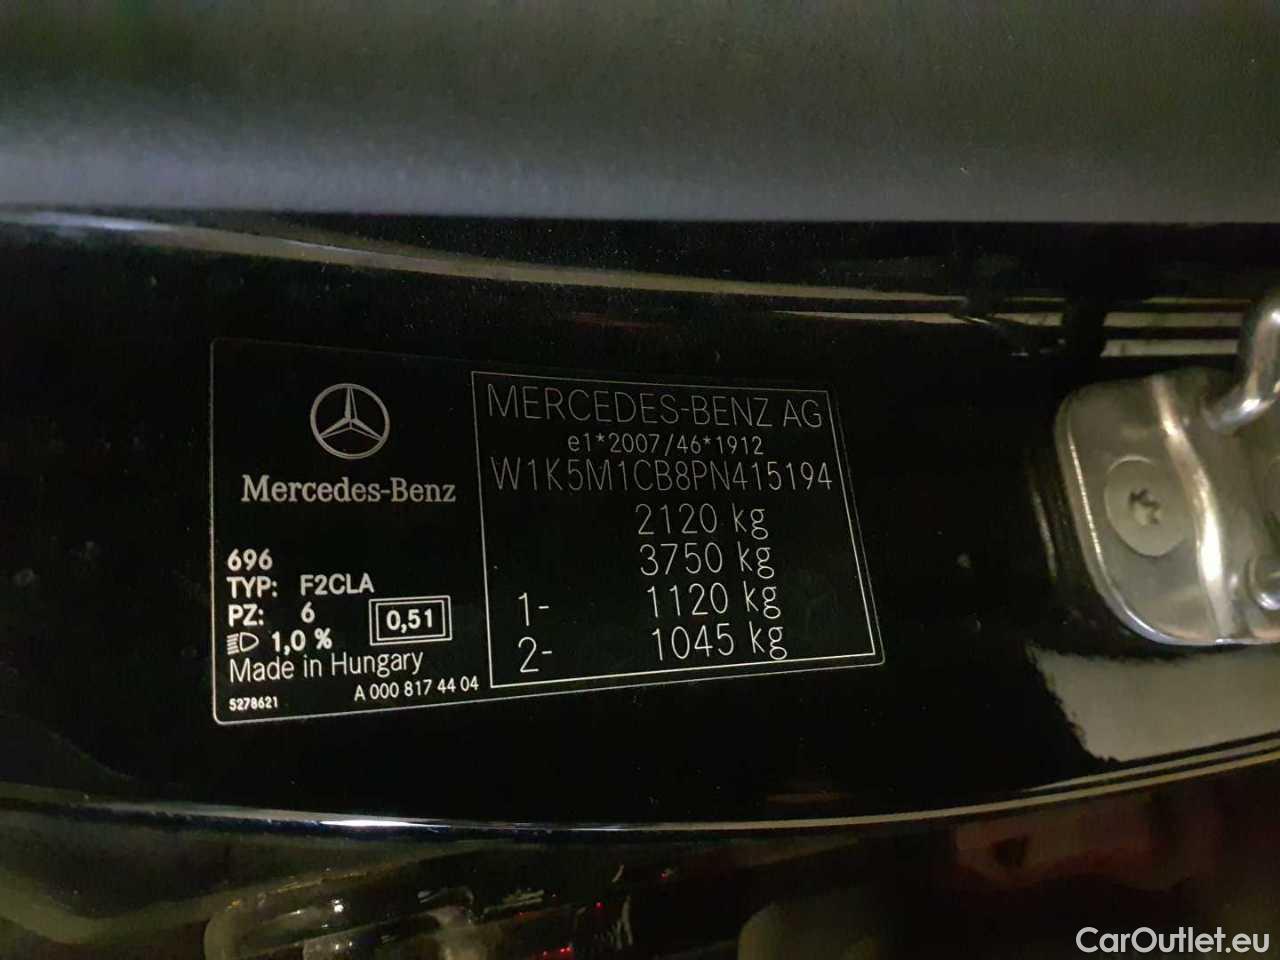 Mercedes-Benz
696
TYP: F2CLA
PZ: 6
1,0 %
0,51
Made in Hungary
A 000 817 44 04
5278621
MERCEDES-BENZ AG
e1*2007/46*1912
W1K5M1CB8PN415194
2120 kg
3750 kg
1- 1120 kg
2- 1045 kg
CarOutlet.eu